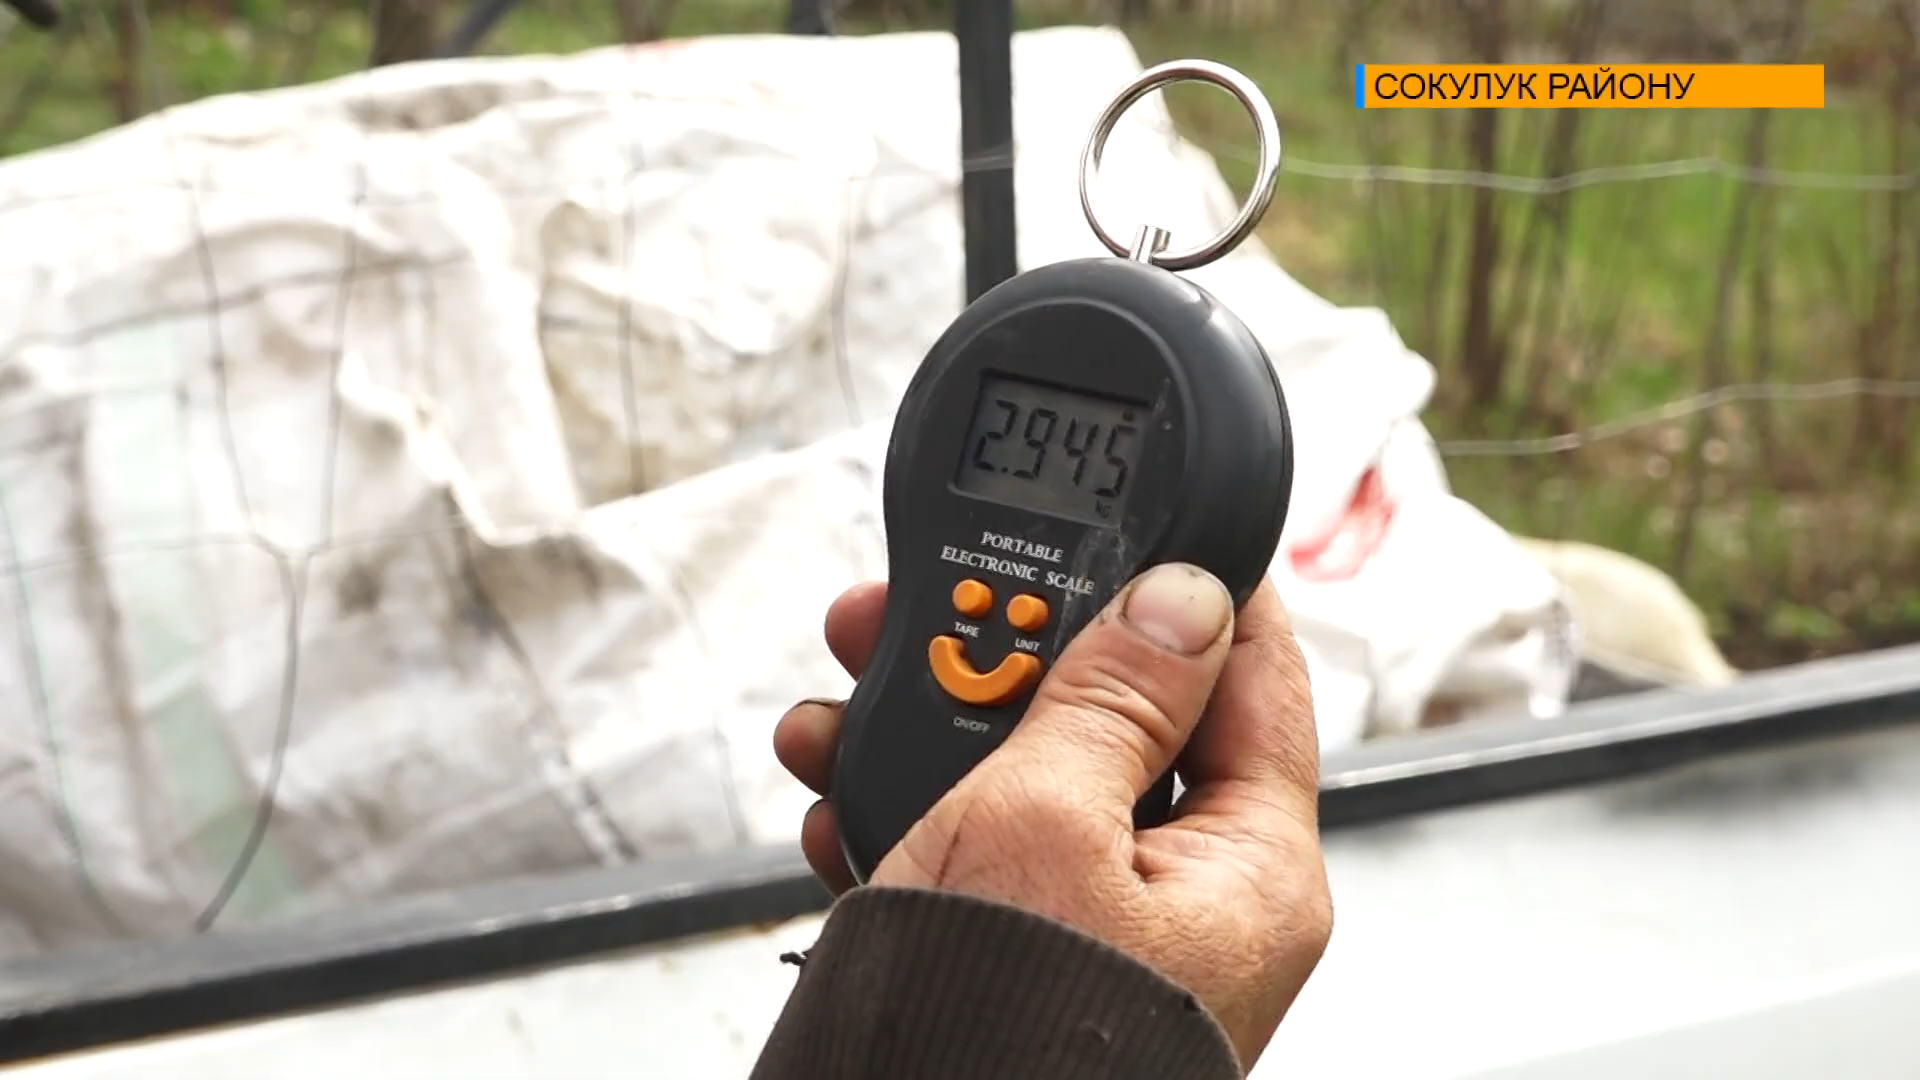 СОКУЛУК РАЙОНУ
2.945
KG
PORTABLE
ELECTRONIC SCALE
TARE UNIT
ON/OFF